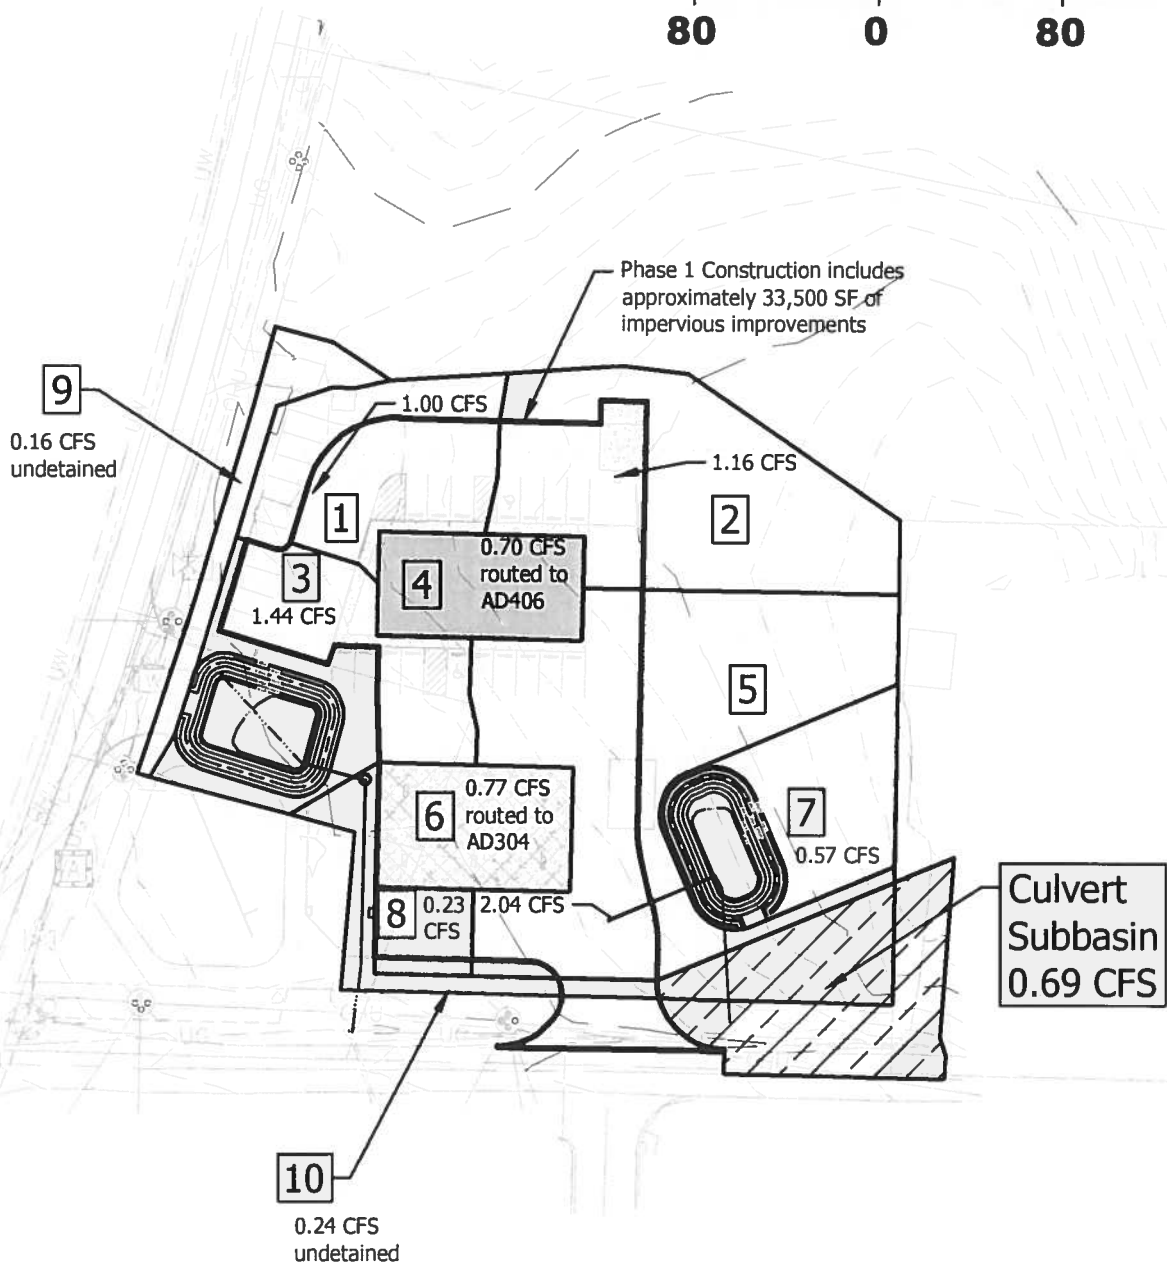 80 0 80
Phase 1 Construction includes
approximately 33,500 SF of
impervious improvements
9
0.16 CFS
undetained
1.00 CFS
1.16 CFS
1
2
3
1.44 CFS
4
0.70 CFS
routed to
AD406
5
6
0.77 CFS
routed to
AD304
7
0.57 CFS
8
0.23
CFS
2.04 CFS
Culvert
Subbasin
0.69 CFS
10
0.24 CFS
undetained